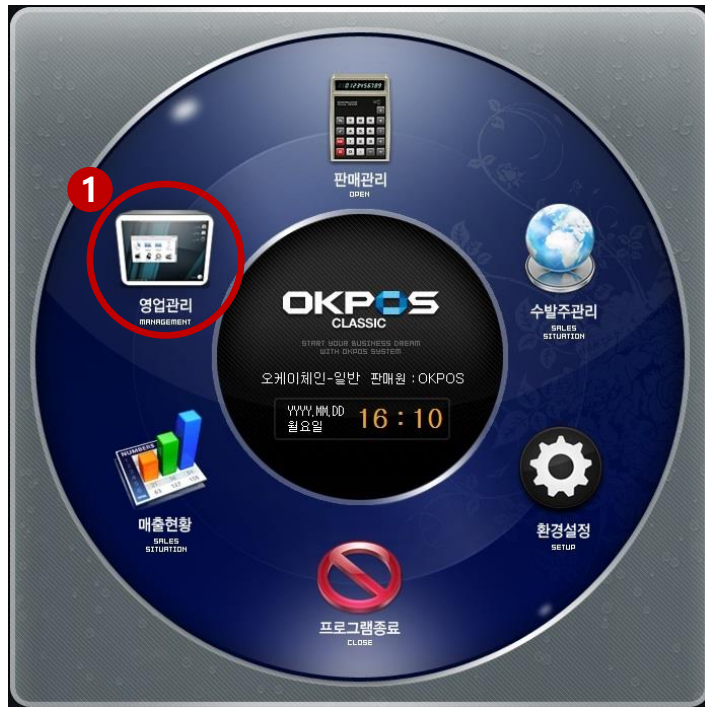 0123456789
판매관리
OPEN
1
영업관리
MANAGEMENT
수발주관리
SALES
SITUATION
OKPOS
CLASSIC
START YOUR BUSINESS DREAM
WITH OKPOS SYSTEM
오케이체인-일반 판매원 : OKPOS
YYYY.MM.DD
월요일
16 : 10
NUMBERS
매출현황
SALES
SITUATION
환경설정
SETUP
프로그램종료
CLOSE